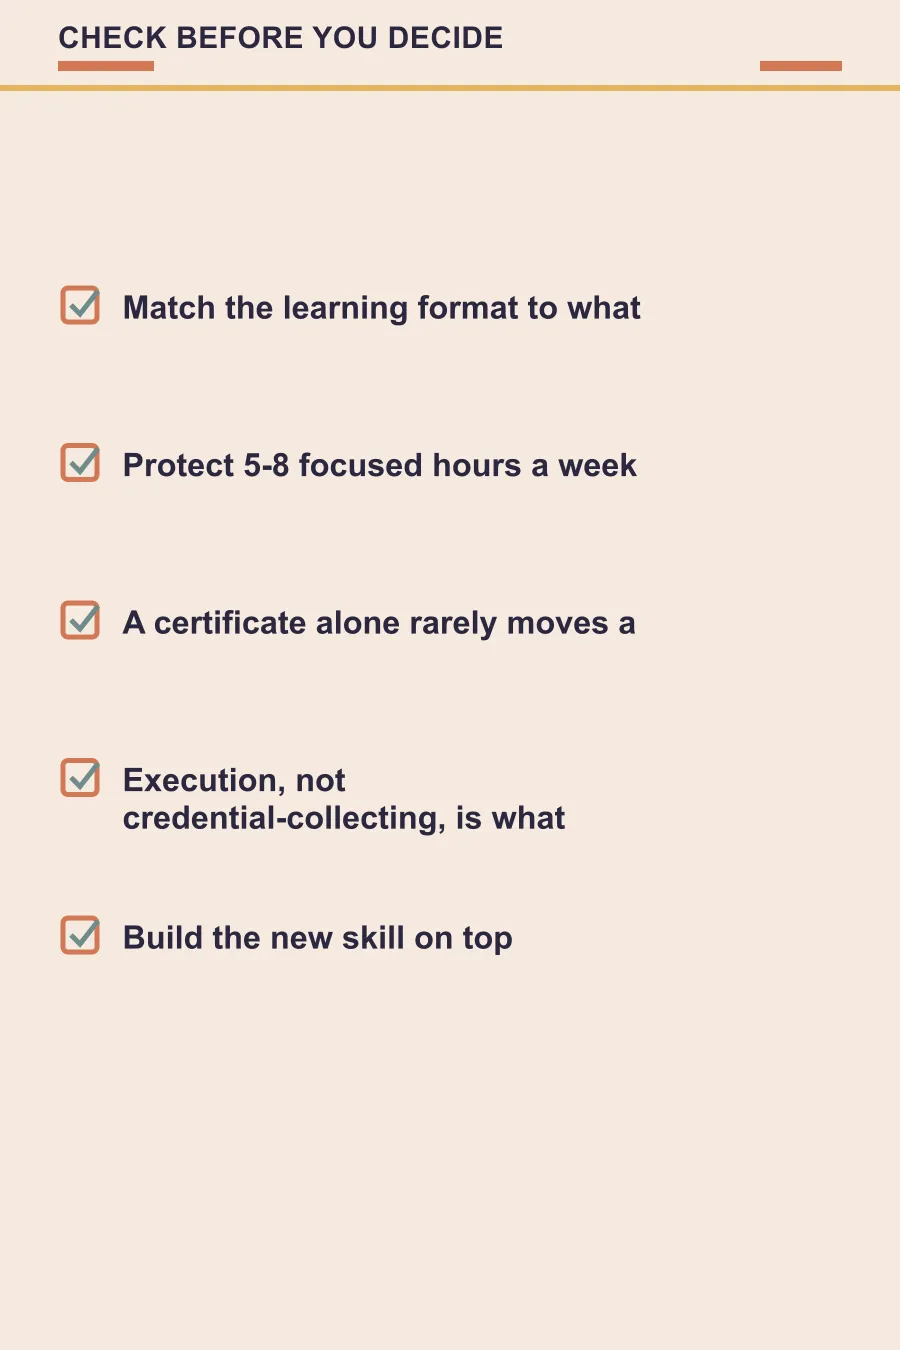 CHECK BEFORE YOU DECIDE
Match the learning format to what
Protect 5-8 focused hours a week
A certificate alone rarely moves a
Execution, not
credential-collecting, is what
Build the new skill on top